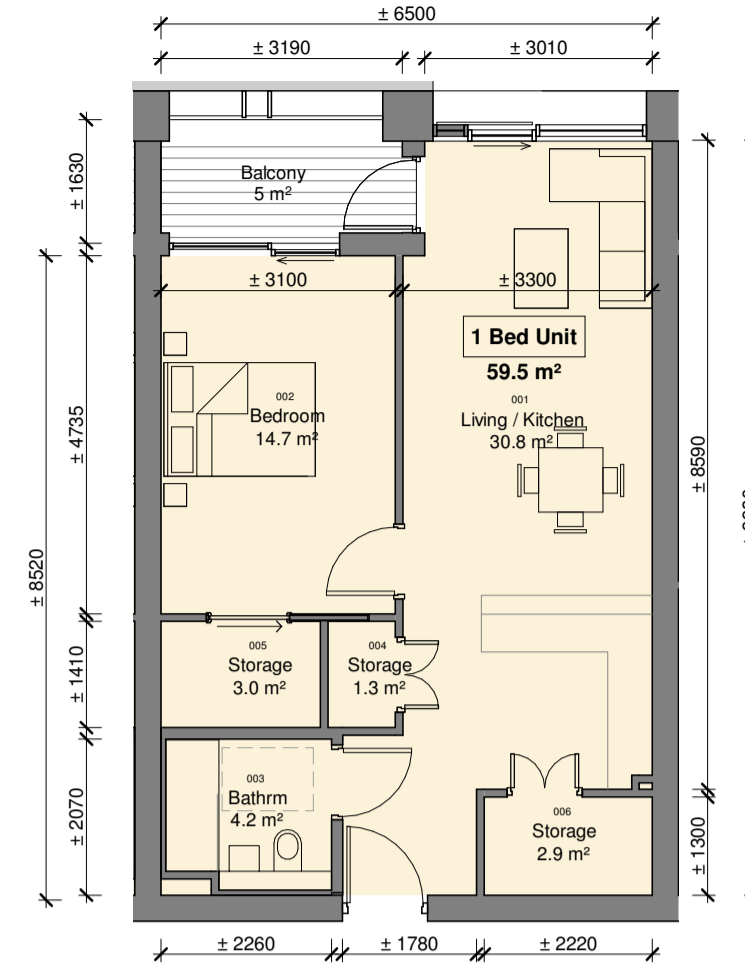 ± 6500
± 3190
± 3010
± 1630
Balcony
5 m²
± 3100
± 3300
1 Bed Unit
59.5 m²
001
Living / Kitchen
30.8 m²
002
Bedroom
14.7 m²
± 4735
± 8590
± 8520
005
Storage
3.0 m²
004
Storage
1.3 m²
± 1410
003
Bathrm
4.2 m²
± 2070
006
Storage
2.9 m²
± 1300
± 2260
± 1780
± 2220